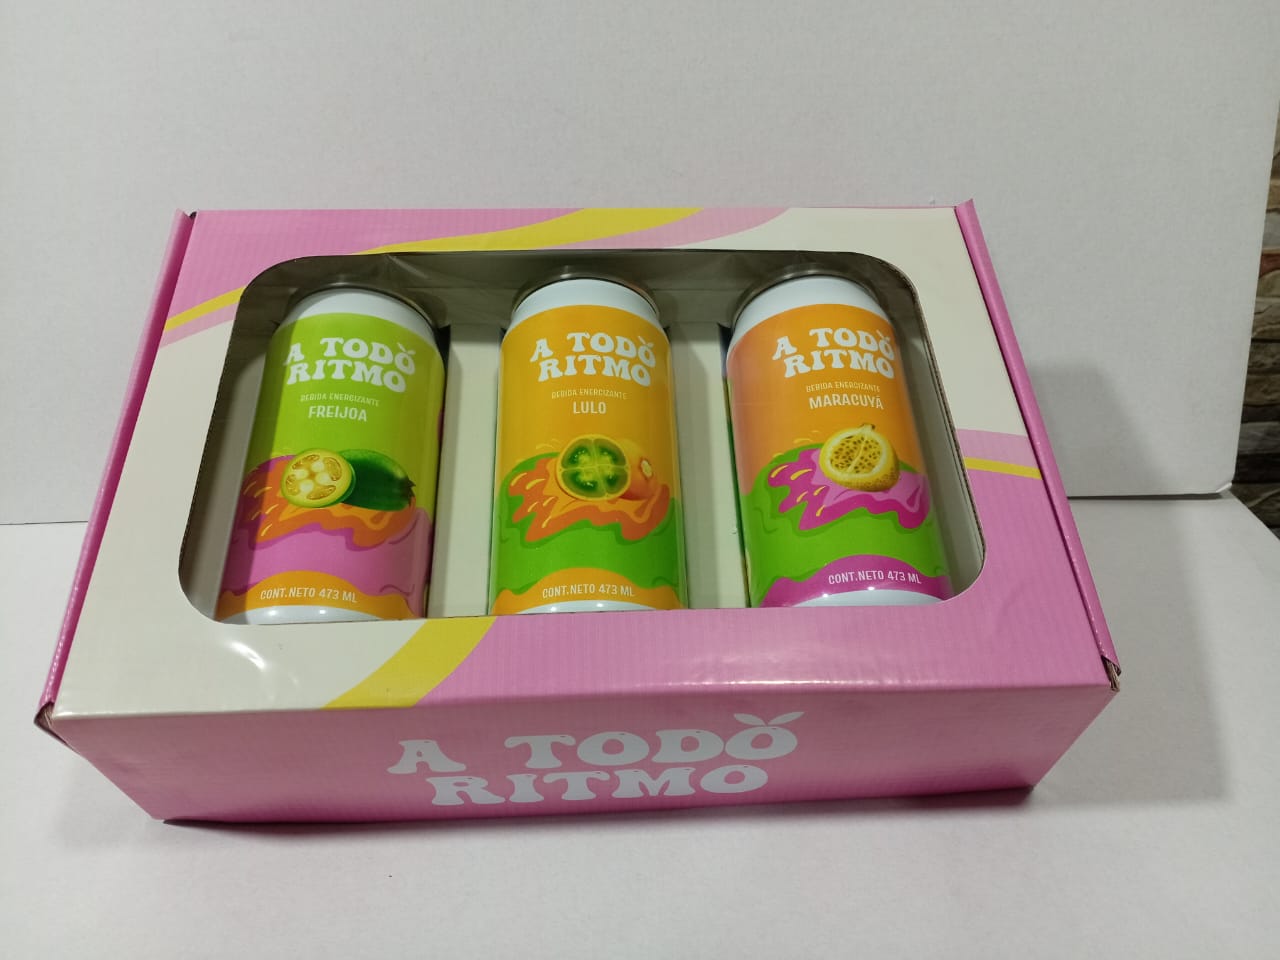 A TODO
RITMO
BEBIDA ENERGIZANTE
FREIJOA
CONT.NETO 473 ML
A TODO
RITMO
BEBIDA ENERGIZANTE
LULO
CONT.NETO 473 ML
A TODO
RITMO
BEBIDA ENERGIZANTE
MARACUYÁ
CONT.NETO 473 ML
A TODO
RITMO